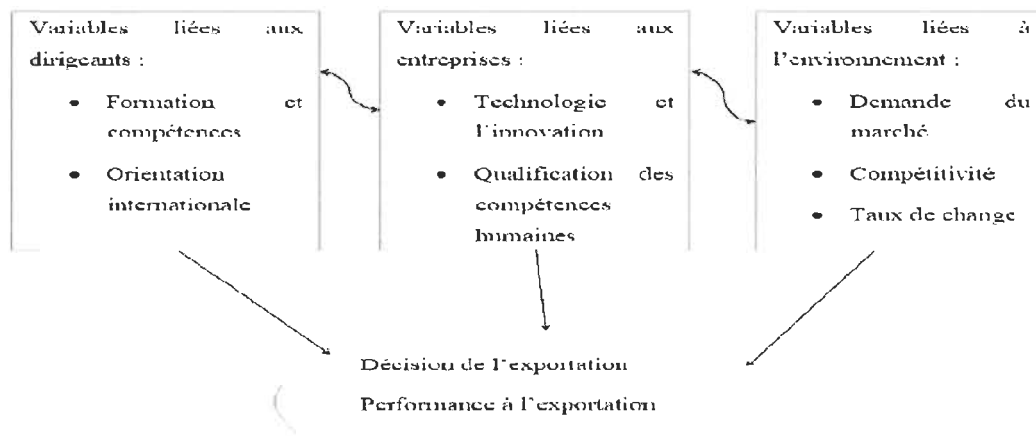 Variables liées aux
dirigeants :
• Formation et
compétences
• Orientation
internationale
Variables liées aux
entreprises :
• Technologie et
l'innovation
• Qualification des
compétences
humaines
Variables liées à
l'environnement :
• Demande du
marché
• Compétitivité
• Taux de change
Décision de l'exportation
Performance à l'exportation